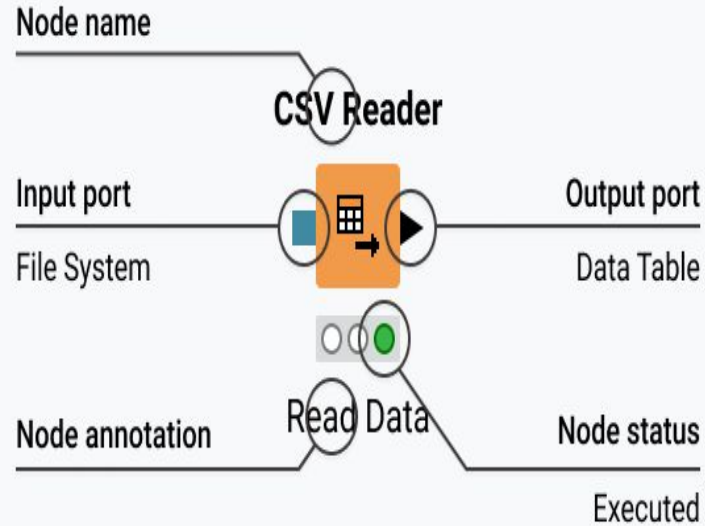 Node name
CSV Reader
Input port
Output port
File System
Data Table
Read Data
Node annotation
Node status
Executed